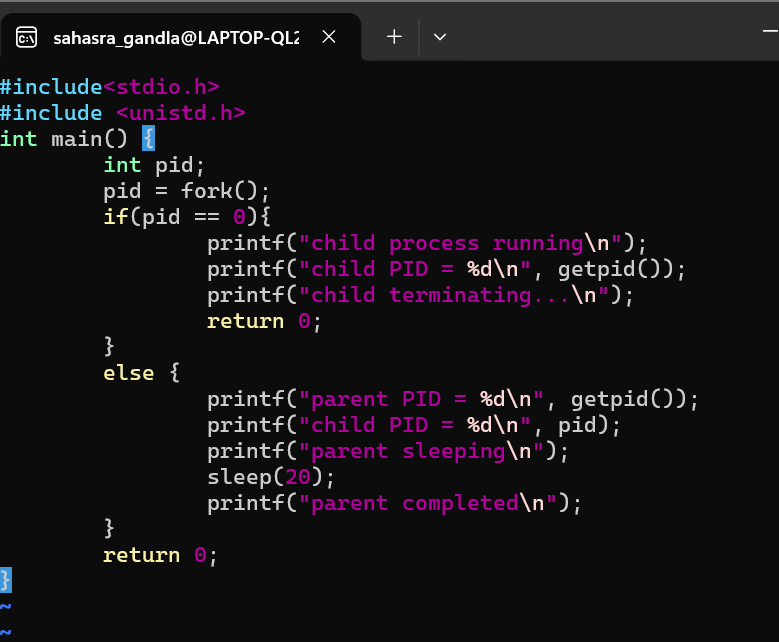 sahasra_gandla@LAPTOP-QL2
#include<stdio.h>
#include <unistd.h>
int main() {
        int pid;
        pid = fork();
        if(pid == 0){
                printf("child process running\n");
                printf("child PID = %d\n", getpid());
                printf("child terminating...\n");
                return 0;
        }
        else {
                printf("parent PID = %d\n", getpid());
                printf("child PID = %d\n", pid);
                printf("parent sleeping\n");
                sleep(20);
                printf("parent completed\n");
        }
        return 0;
}
~
~